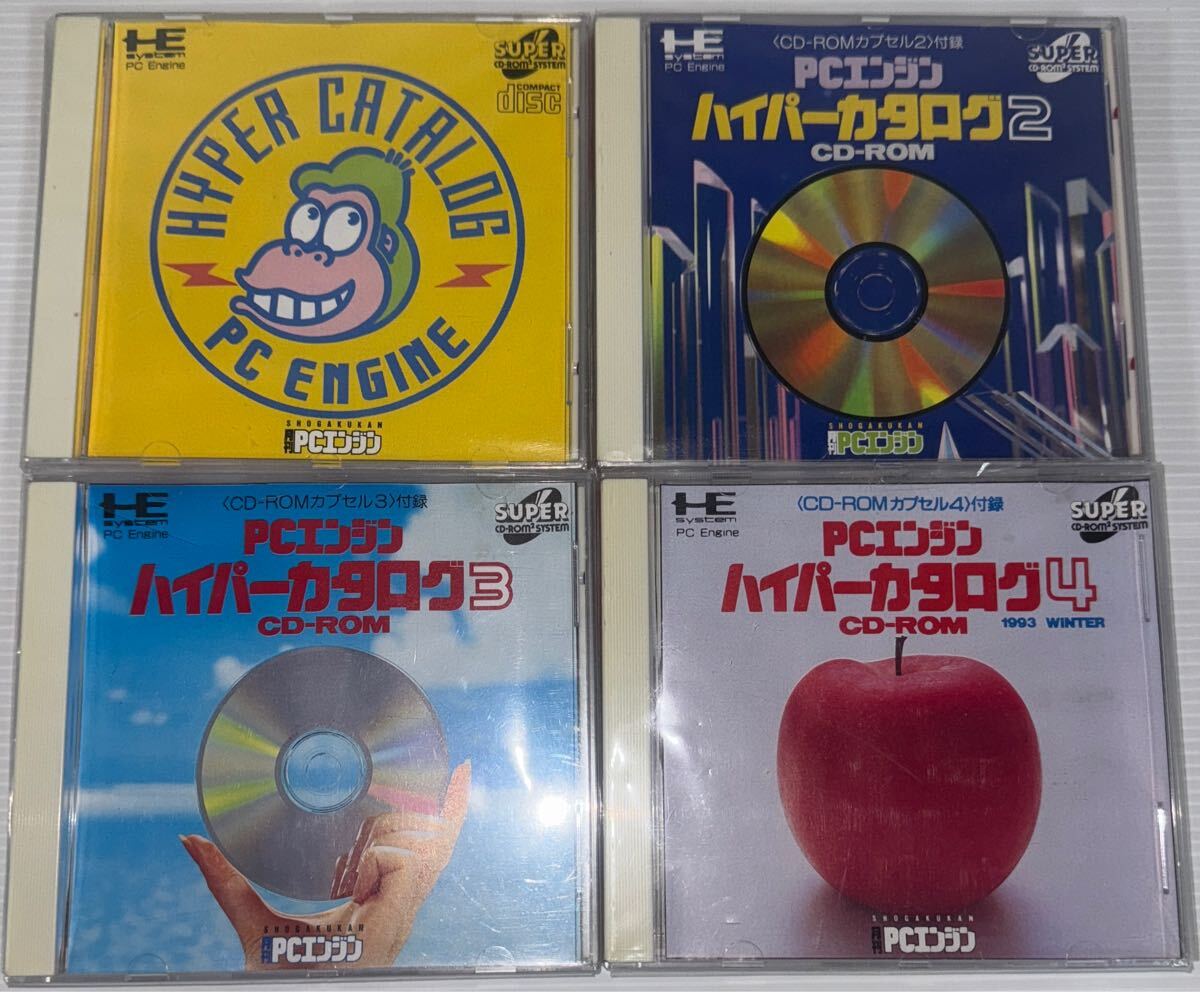 HE
system
PC Engine
SUPER
CD-ROM² SYSTEM
COMPACT
disc
HYPER CATALOG
PC ENGINE
SHOGAKUKAN
月刊PCエンジン
HE
system
PC Engine
〈CD-ROMカプセル2〉付録
SUPER
CD-ROM² SYSTEM
PCエンジン
ハイパーカタログ2
CD-ROM
SHOGAKUKAN
月刊PCエンジン
HE
system
PC Engine
〈CD-ROMカプセル3〉付録
SUPER
CD-ROM² SYSTEM
PCエンジン
ハイパーカタログ3
CD-ROM
SHOGAKUKAN
月刊PCエンジン
HE
system
PC Engine
〈CD-ROMカプセル4〉付録
SUPER
CD-ROM² SYSTEM
PCエンジン
ハイパーカタログ4
CD-ROM
1993 WINTER
SHOGAKUKAN
月刊PCエンジン